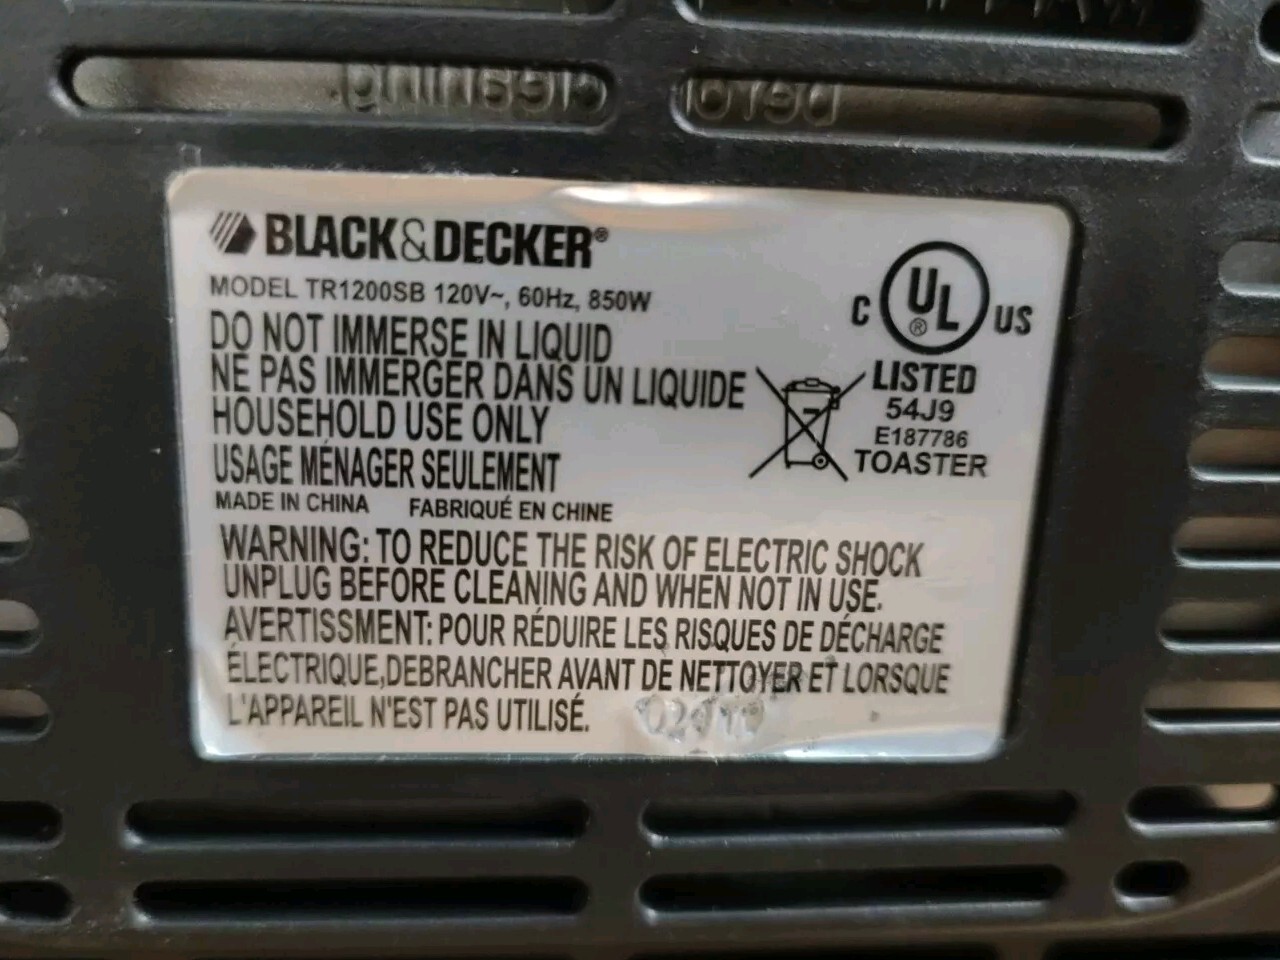 BLACK&DECKER®
MODEL TR1200SB 120V~, 60Hz, 850W
DO NOT IMMERSE IN LIQUID
NE PAS IMMERGER DANS UN LIQUIDE
HOUSEHOLD USE ONLY
USAGE MÉNAGER SEULEMENT
MADE IN CHINA FABRIQUÉ EN CHINE
C UL® US
LISTED
54J9
E187786
TOASTER
WARNING: TO REDUCE THE RISK OF ELECTRIC SHOCK
UNPLUG BEFORE CLEANING AND WHEN NOT IN USE.
AVERTISSMENT: POUR RÉDUIRE LES RISQUES DE DÉCHARGE
ÉLECTRIQUE,DEBRANCHER AVANT DE NETTOYER ET LORSQUE
L'APPAREIL N'EST PAS UTILISÉ.